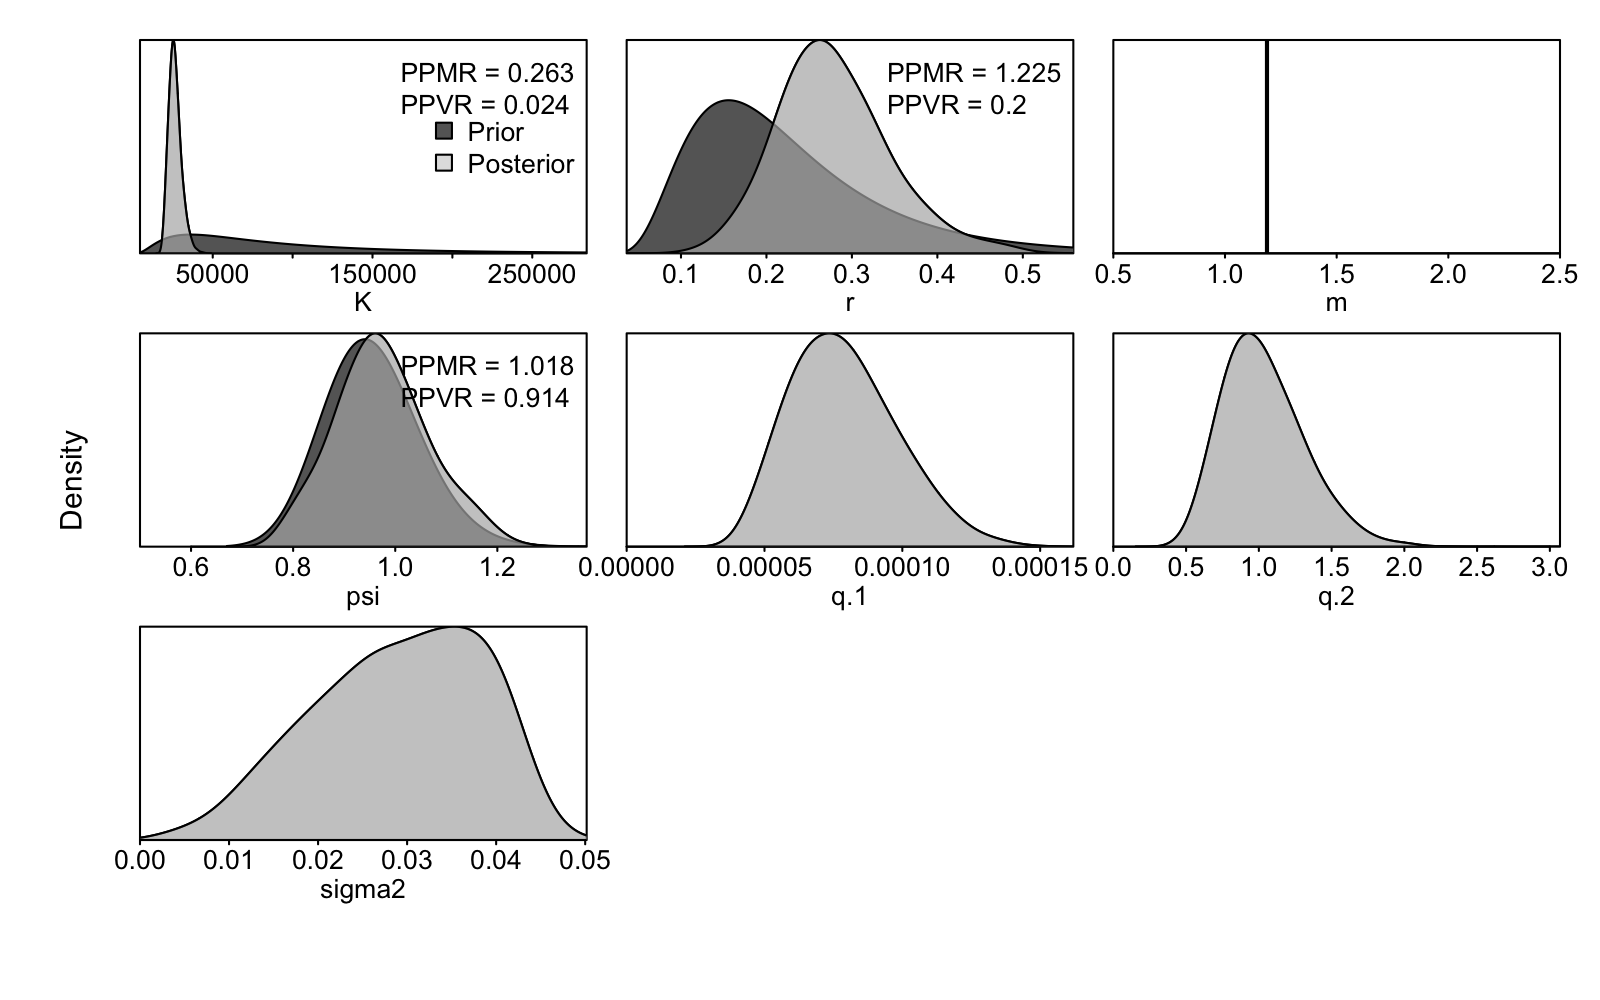 PPMR = 0.263
PPVR = 0.024
Prior
Posterior
50000 150000 250000
K
PPMR = 1.225
PPVR = 0.2
0.1 0.2 0.3 0.4 0.5
r
0.5 1.0 1.5 2.0 2.5
m
Density
PPMR = 1.018
PPVR = 0.914
0.6 0.8 1.0 1.2
psi
0.00000 0.00005 0.00010 0.00015
q.1
0.0 0.5 1.0 1.5 2.0 2.5 3.0
q.2
0.00 0.01 0.02 0.03 0.04 0.05
sigma2